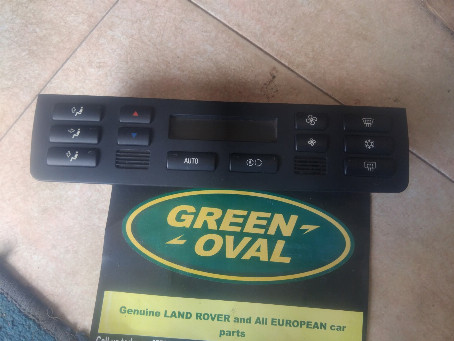 AUTO
GREEN
OVAL
Genuine LAND ROVER and All EUROPEAN car
parts